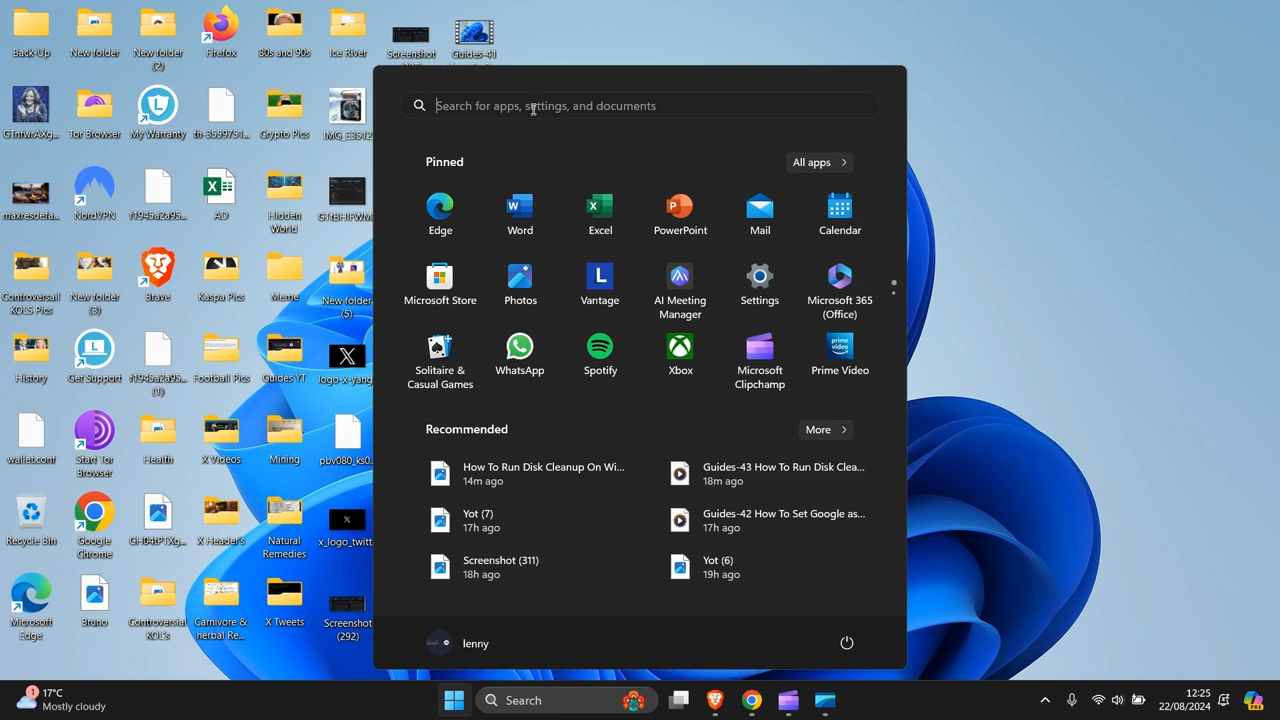 Back-Up
New folder
New folder
(2)
Firefox
80s and 90s
Ice River
Screenshot
Guides-41
Search for apps, settings, and documents
Pinned
All apps
Edge
Word
Excel
PowerPoint
Mail
Calendar
Microsoft Store
Photos
Vantage
AI Meeting
Manager
Settings
Microsoft 365
(Office)
Solitaire &
Casual Games
WhatsApp
Spotify
Xbox
Microsoft
Clipchamp
Prime Video
Recommended
More
How To Run Disk Cleanup On Wi...
14m ago
Guides-43 How To Run Disk Clea...
18m ago
Yot (7)
17h ago
Guides-42 How To Set Google as...
17h ago
Screenshot (311)
18h ago
Yot (6)
19h ago
lenny
Tor Browser
My Warranty
Crypto Pics
IMG_E3512
maxresdefa...
NordVPN
f1945a2a95...
AD
Hidden
World
Controversail
KOLS Pics
New folder
(3)
Brave
Kaspa Pics
Meme
New folder
(5)
History
Get Support
f1945a2a95...
(1)
Football Pics
Guides YT
logo-x-yang
wallet.conf
Start Tor
Browser
Health
X Videos
Mining
pbv080_ks0
Recycle Bin
Google
Chrome
X Header's
Natural
Remedies
x_logo_twitt
Microsoft
Edge
Bruno
Controversial
KOL's
Carnivore &
herbal Re...
X Tweets
Screenshot
(292)
1
17°C
Mostly cloudy
Search
12:25
22/08/2024